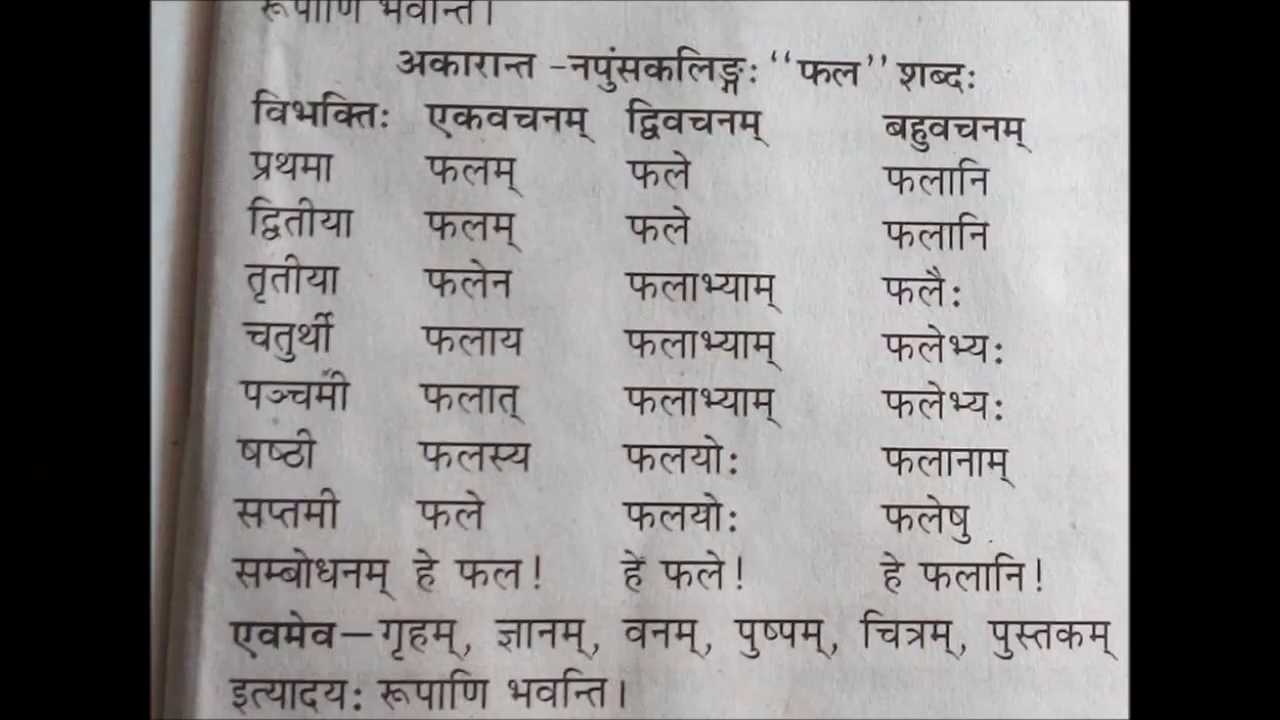 रूपाणि भवन्ति।
अकारान्त -नपुंसकलिङ्गः "फल" शब्दः
विभक्तिः एकवचनम् द्विवचनम् बहुवचनम्
प्रथमा फलम् फले फलानि
द्वितीया फलम् फले फलानि
तृतीया फलेन फलाभ्याम् फलैः
चतुर्थी फलाय फलाभ्याम् फलेभ्यः
पञ्चमी फलात् फलाभ्याम् फलेभ्यः
षष्ठी फलस्य फलयोः फलानाम्
सप्तमी फले फलयोः फलेषु
सम्बोधनम् हे फल! हे फले! हे फलानि!
एवमेव—गृहम्, ज्ञानम्, वनम्, पुष्पम्, चित्रम्, पुस्तकम्
इत्यादयः रूपाणि भवन्ति।